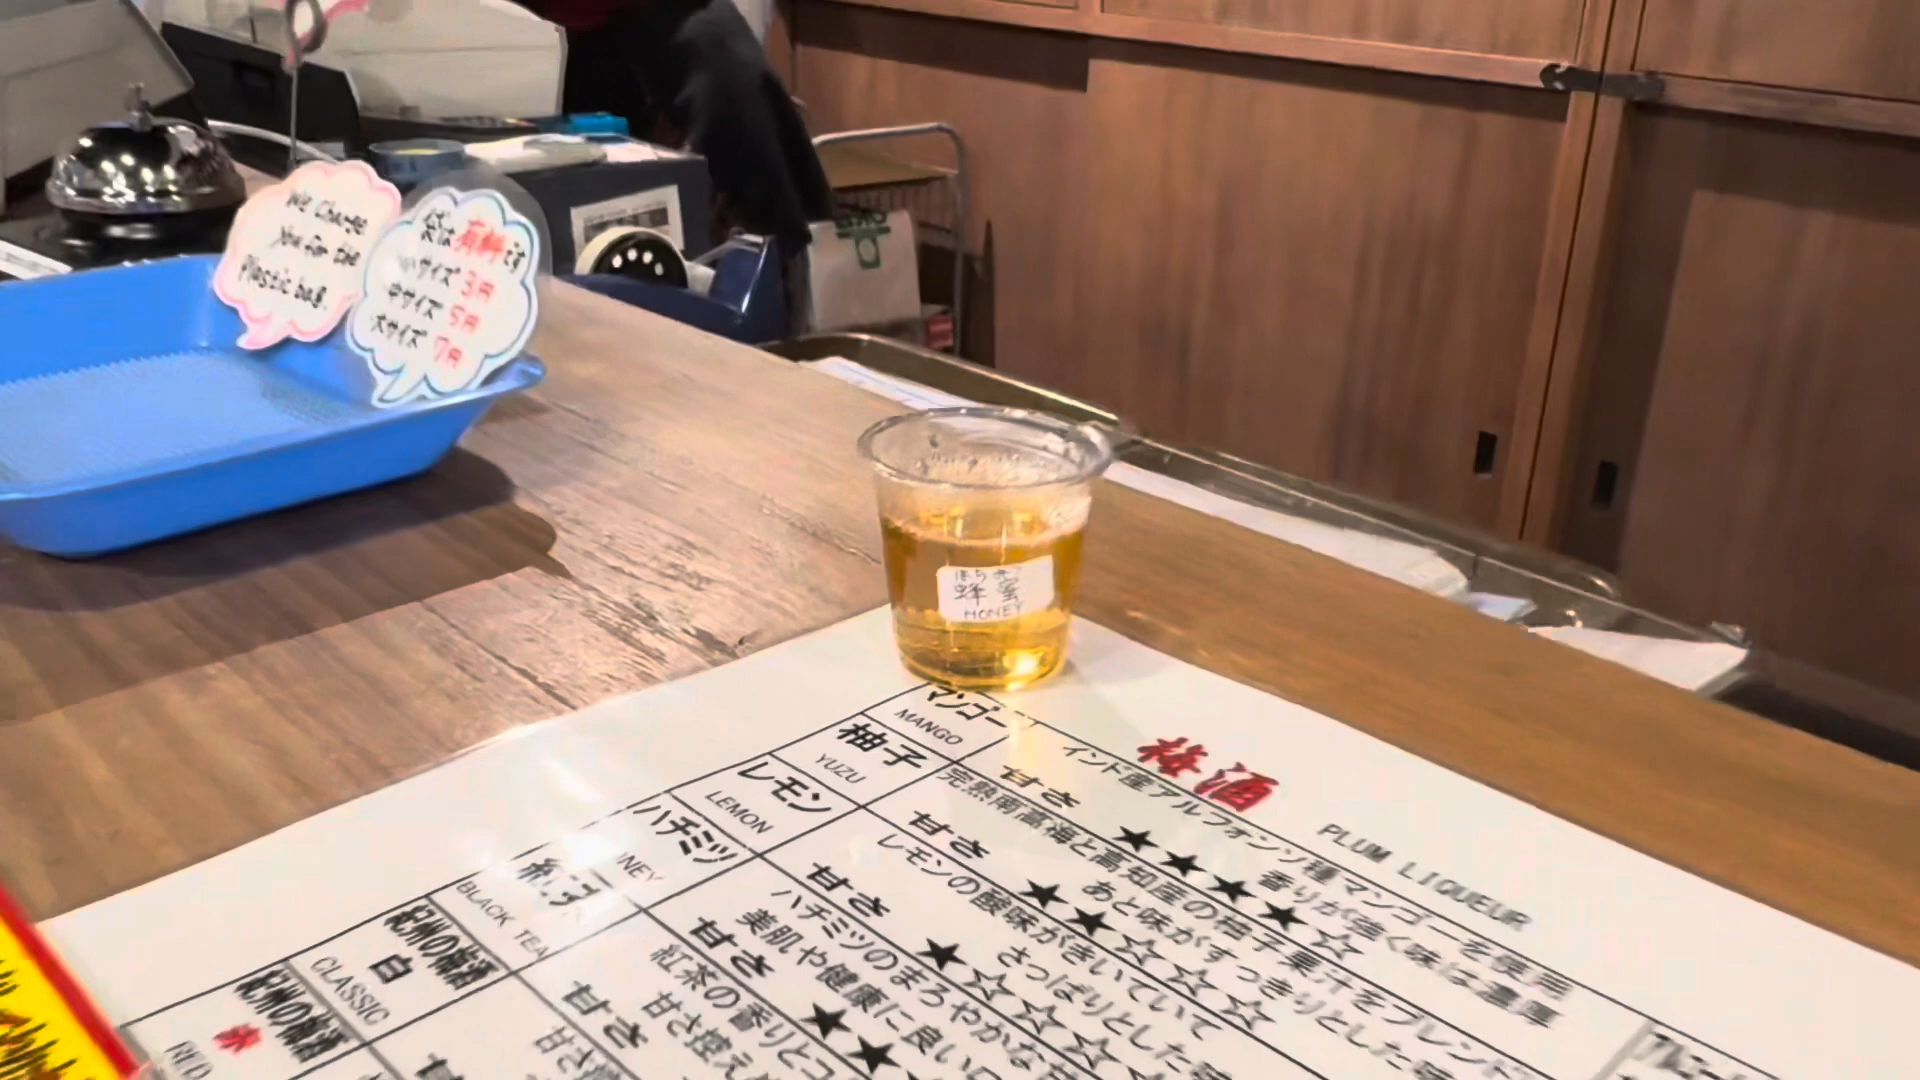 We Charge
You for the
Plastic bag.
袋は有料です
小サイズ 3円
中サイズ 5円
大サイズ 7円
はちみつ
蜂蜜
HONEY
梅酒
PLUM LIQUEUR
マンゴー
MANGO
インド産アルフォンソ種マンゴーを使用
香りが強く味は濃厚
甘さ ★★★★☆
柚子
YUZU
完熟南高梅と高知産の柚子果汁をブレンド
あと味がすっきりとした
甘さ ★★☆☆☆
レモン
LEMON
レモンの酸味がきいていて
さっぱりとした
甘さ ★☆☆☆
ハチミツ
NEY
ハチミツのまろやかな
美肌や健康に良い
甘さ ★★
紅茶
BLACK TEA
紅茶の香りと
甘さ控え
甘さ
紀州の梅酒
白
CLASSIC
甘さ
紀州の梅酒
赤
RED